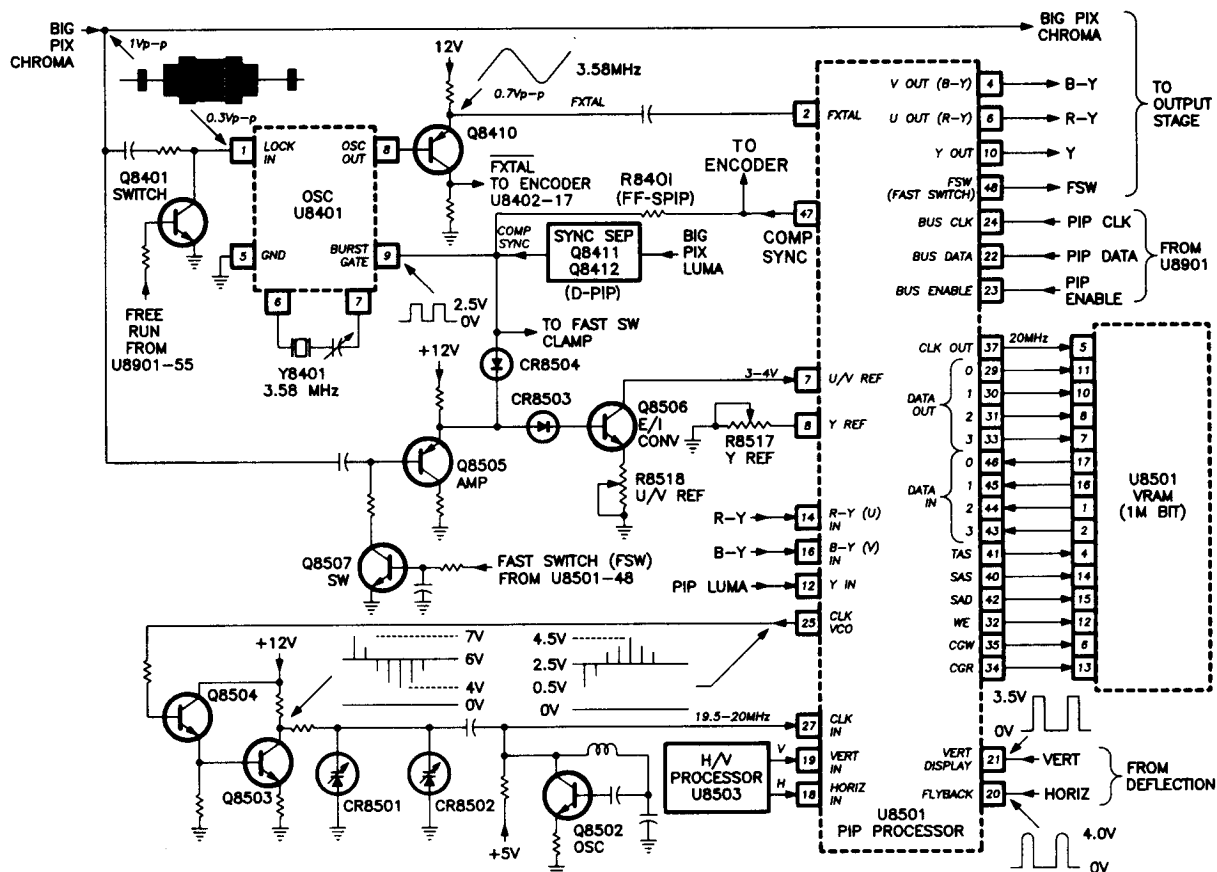 BIG
PIX
CHROMA
1Vp-p
0.3Vp-p
12V
3.58MHz
0.7Vp-p
FXTAL
BIG PIX
CHROMA
TO
OUTPUT
STAGE
V OUT (B-Y)
4
B-Y
U OUT (R-Y)
6
R-Y
Y OUT
10
Y
FSW
(FAST SWITCH)
48
FSW
BUS CLK
24
PIP CLK
BUS DATA
22
PIP DATA
BUS ENABLE
23
PIP
ENABLE
FROM
U8901
2
FXTAL
Q8401
SWITCH
1
LOCK
IN
OSC
OUT
8
OSC
U8401
5
GND
BURST
GATE
9
6
7
Y8401
3.58 MHz
FREE
RUN
FROM
U8901-55
Q8410
FXTAL
TO ENCODER
U8402-17
TO
ENCODER
R8401
(FF-SPIP)
47
COMP
SYNC
COMP
SYNC
SYNC SEP
Q8411
Q8412
(D-PIP)
BIG
PIX
LUMA
2.5V
0V
TO FAST SW
CLAMP
+12V
CR8504
CR8503
Q8505
AMP
Q8506
E/I
CONV
3-4V
7
U/V REF
8
Y REF
R8517
Y REF
R8518
U/V REF
Q8507
SW
FAST SWITCH (FSW)
FROM U8501-48
R-Y
14
R-Y (U)
IN
B-Y
16
B-Y (V)
IN
PIP LUMA
12
Y IN
25
CLK
VCO
CLK OUT
37
20MHz
5
DATA
OUT
0
29
11
1
30
10
2
31
8
3
33
7
DATA
IN
0
46
17
1
45
16
2
44
1
3
43
2
TAS
41
4
SAS
40
14
SAD
42
15
WE
32
12
CGW
35
6
CGR
34
13
U8501
VRAM
(1M BIT)
+12V
7V
6V
4V
0V
4.5V
2.5V
0.5V
0V
Q8504
Q8503
CR8501
CR8502
19.5-20MHz
27
CLK
IN
+5V
Q8502
OSC
H/V
PROCESSOR
U8503
V
19
VERT
IN
H
18
HORIZ
IN
U8501
PIP PROCESSOR
3.5V
0V
VERT
DISPLAY
21
VERT
FLYBACK
20
HORIZ
FROM
DEFLECTION
4.0V
0V